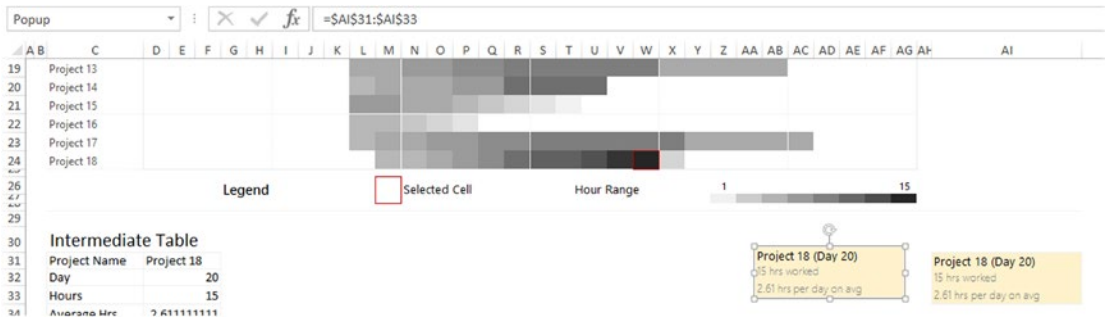 Popup fx =$AI$31:$AI$33
A B C D E F G H I J K L M N O P Q R S T U V W X Y Z AA AB AC AD AE AF AG AH AI
19 Project 13
20 Project 14
21 Project 15
22 Project 16
23 Project 17
24 Project 18
26 Legend Selected Cell Hour Range 1 15
27
29
30 Intermediate Table
31 Project Name Project 18 Project 18 (Day 20) Project 18 (Day 20)
32 Day 20 15 hrs worked 15 hrs worked
33 Hours 15 2.61 hrs per day on avg 2.61 hrs per day on avg
34 Average Hrs 2.611111111